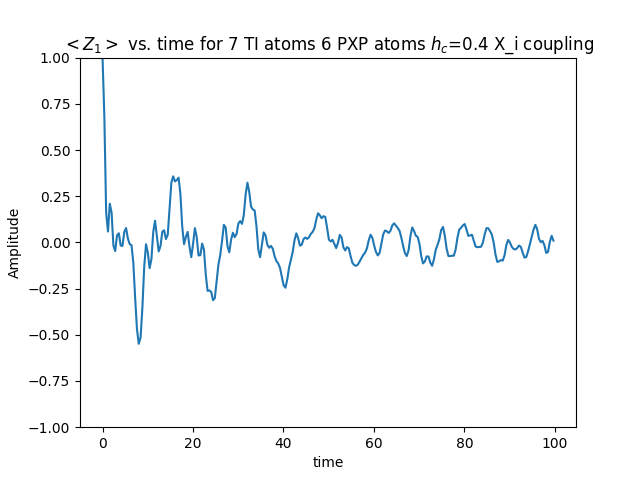 < Z₁ > vs. time for 7 TI atoms 6 PXP atoms h_c=0.4 X_i coupling
1.00
0.75
0.50
0.25
0.00
−0.25
−0.50
−0.75
−1.00
Amplitude
0 20 40 60 80 100
time